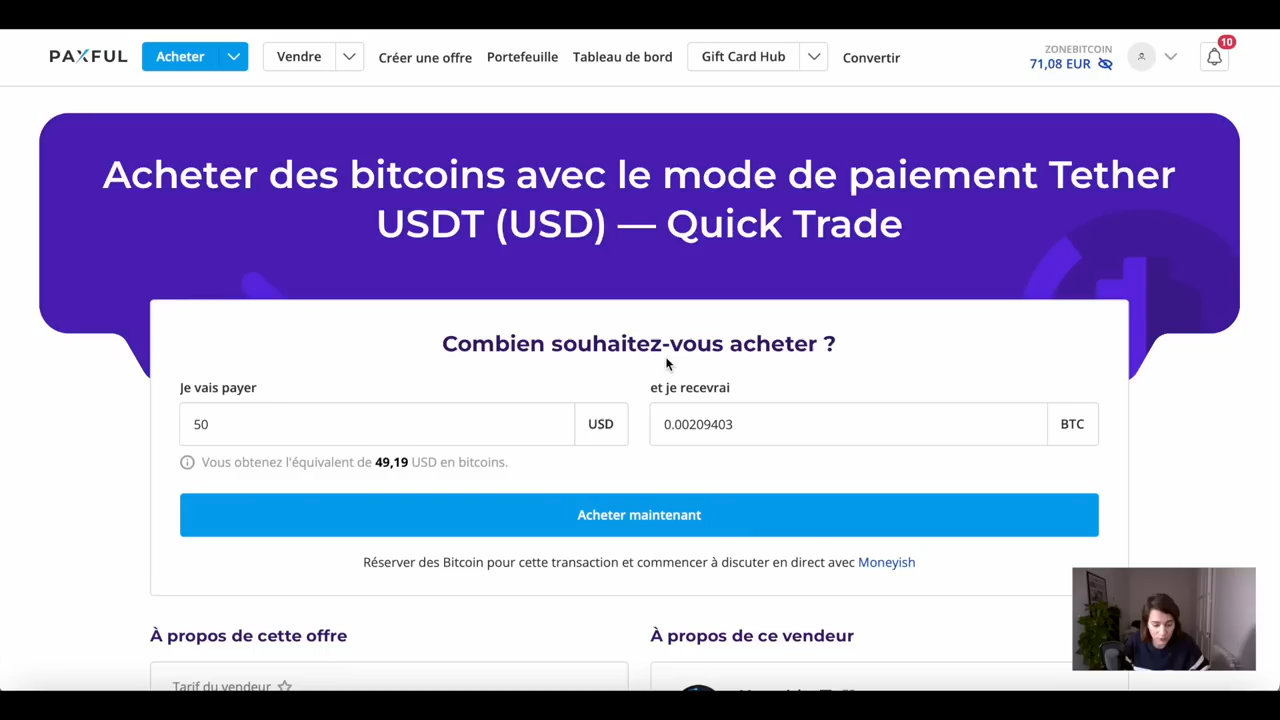 PAXFUL
Acheter
Vendre
Créer une offre
Portefeuille
Tableau de bord
Gift Card Hub
Convertir
ZONEBITCOIN
71,08 EUR
10
Acheter des bitcoins avec le mode de paiement Tether
USDT (USD) — Quick Trade
Combien souhaitez-vous acheter ?
Je vais payer
et je recevrai
50
USD
0.00209403
BTC
Vous obtenez l'équivalent de 49,19 USD en bitcoins.
Acheter maintenant
Réserver des Bitcoin pour cette transaction et commencer à discuter en direct avec Moneyish
À propos de cette offre
À propos de ce vendeur
Tarif du vendeur